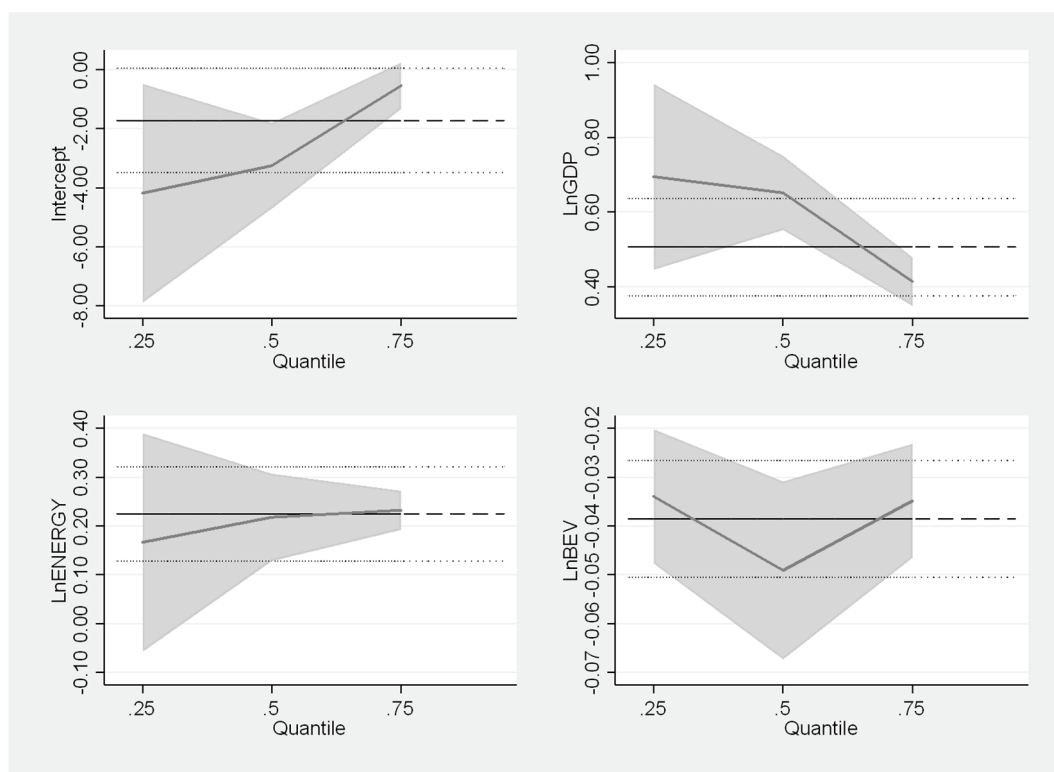 Intercept
0.00
-2.00
-4.00
-6.00
-8.00
.25 .5 .75
Quantile
LnGDP
1.00
0.80
0.60
0.40
.25 .5 .75
Quantile
LnENERGY
0.40
0.30
0.20
0.10
0.00
-0.10
.25 .5 .75
Quantile
LnBEV
-0.02
-0.03
-0.04
-0.05
-0.06
-0.07
.25 .5 .75
Quantile